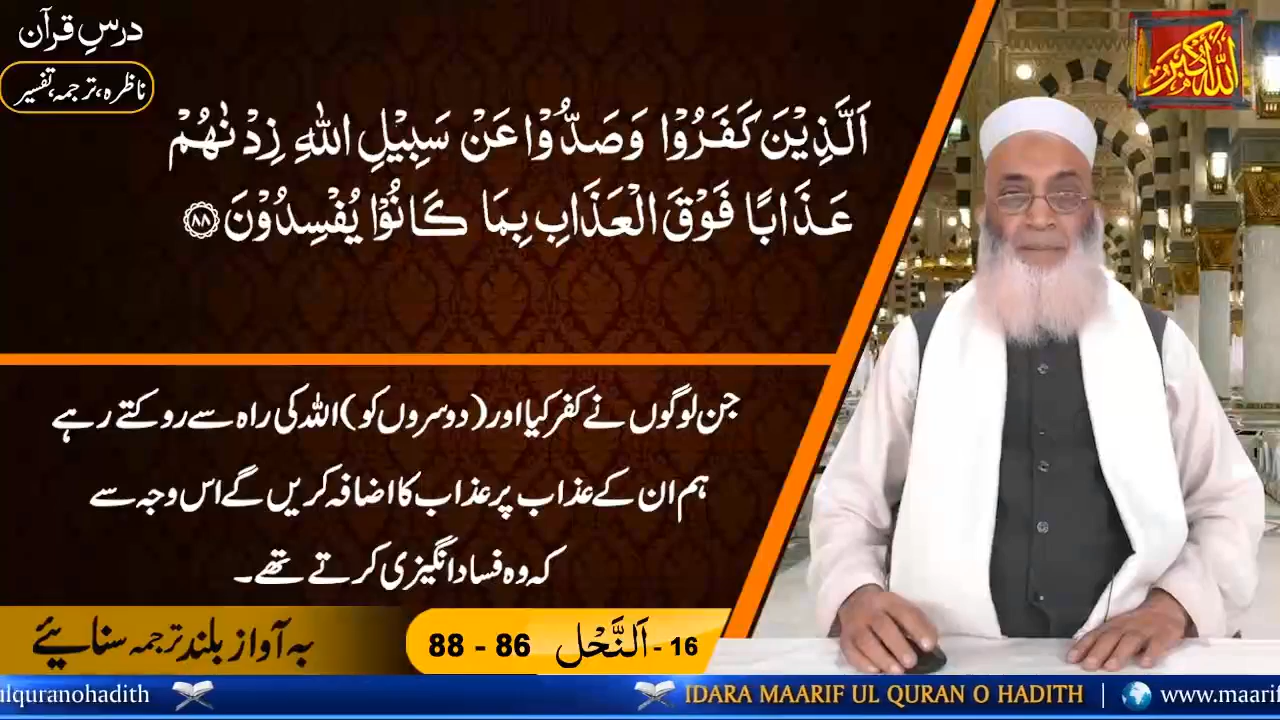 درسِ قرآن
ناظرہ، ترجمہ، تفسیر
اللہ اکبر
اَلَّذِيْنَ كَفَرُوْا وَصَدُّوْا عَنْ سَبِيْلِ اللّٰهِ زِدْنٰهُمْ
عَذَابًا فَوْقَ الْعَذَابِ بِمَا كَانُوْا يُفْسِدُوْنَ ۝۸۸
جن لوگوں نے کفر کیا اور (دوسروں کو) اللہ کی راہ سے روکتے رہے
ہم ان کے عذاب پر عذاب کا اضافہ کریں گے اس وجہ سے
کہ وہ فساد انگیزی کرتے تھے۔
16 - اَلنَّحْل 86 - 88
بہ آواز بلند ترجمہ سنایئے
ulquranohadith IDARA MAARIF UL QURAN O HADITH | www.maarif